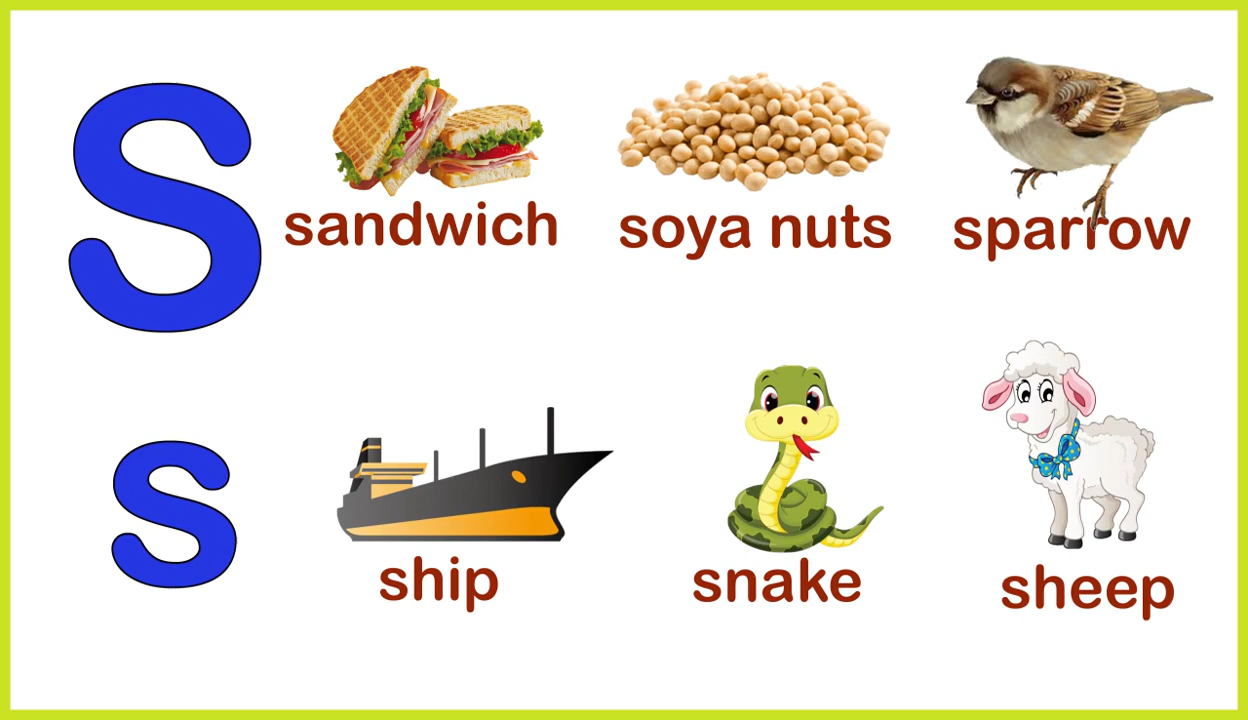 S
sandwich
soya nuts
sparrow
s
ship
snake
sheep